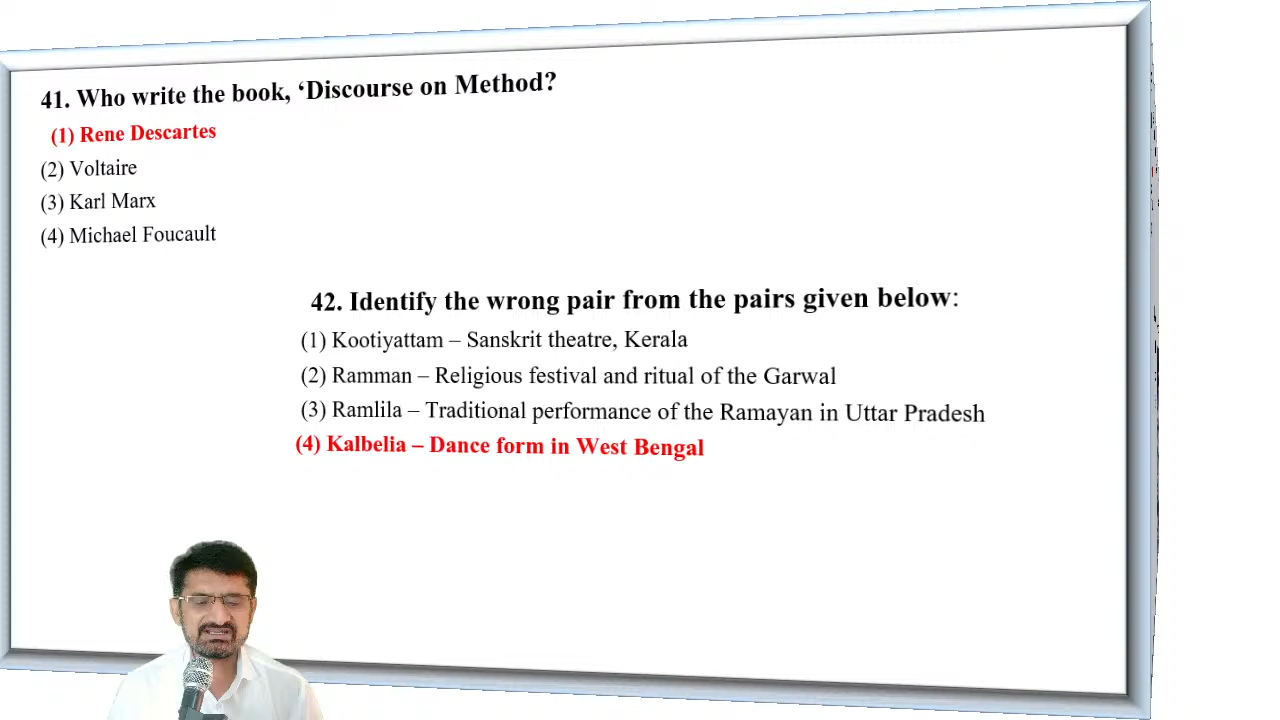 41. Who write the book, ‘Discourse on Method?
(1) Rene Descartes
(2) Voltaire
(3) Karl Marx
(4) Michael Foucault
42. Identify the wrong pair from the pairs given below:
(1) Kootiyattam – Sanskrit theatre, Kerala
(2) Ramman – Religious festival and ritual of the Garwal
(3) Ramlila – Traditional performance of the Ramayan in Uttar Pradesh
(4) Kalbelia – Dance form in West Bengal